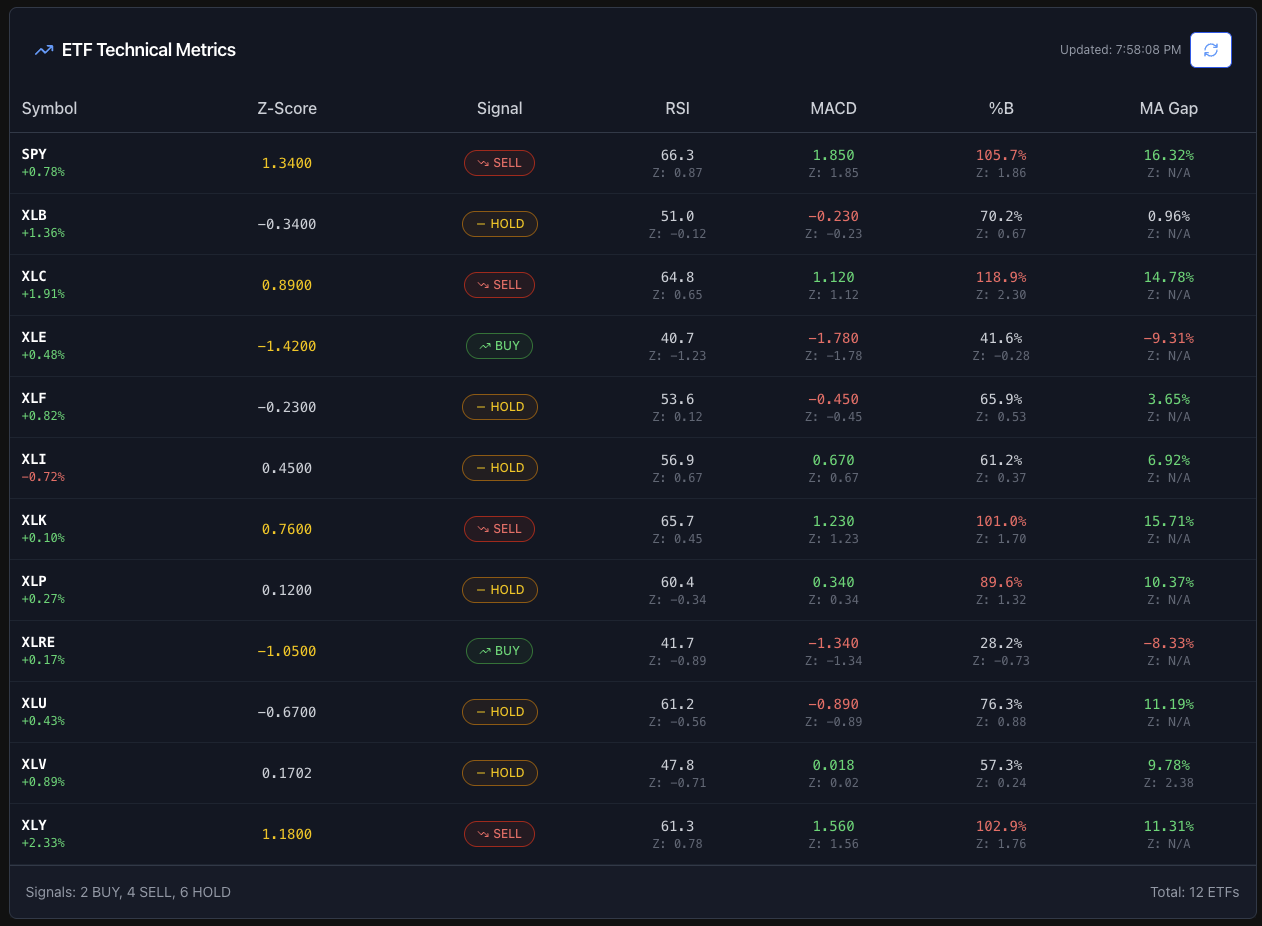 ETF Technical Metrics
Updated: 7:58:08 PM
Symbol Z-Score Signal RSI MACD %B MA Gap
SPY
+0.78%
1.3400 SELL 66.3 1.850 105.7% 16.32%
Z: 0.87 Z: 1.85 Z: 1.86 Z: N/A
XLB
+1.36%
−0.3400 HOLD 51.0 −0.230 70.2% 0.96%
Z: −0.12 Z: −0.23 Z: 0.67 Z: N/A
XLC
+1.91%
0.8900 SELL 64.8 1.120 118.9% 14.78%
Z: 0.65 Z: 1.12 Z: 2.30 Z: N/A
XLE
+0.48%
−1.4200 BUY 40.7 −1.780 41.6% −9.31%
Z: −1.23 Z: −1.78 Z: −0.28 Z: N/A
XLF
+0.82%
−0.2300 HOLD 53.6 −0.450 65.9% 3.65%
Z: 0.12 Z: −0.45 Z: 0.53 Z: N/A
XLI
−0.72%
0.4500 HOLD 56.9 0.670 61.2% 6.92%
Z: 0.67 Z: 0.67 Z: 0.37 Z: N/A
XLK
+0.10%
0.7600 SELL 65.7 1.230 101.0% 15.71%
Z: 0.45 Z: 1.23 Z: 1.70 Z: N/A
XLP
+0.27%
0.1200 HOLD 60.4 0.340 89.6% 10.37%
Z: −0.34 Z: 0.34 Z: 1.32 Z: N/A
XLRE
+0.17%
−1.0500 BUY 41.7 −1.340 28.2% −8.33%
Z: −0.89 Z: −1.34 Z: −0.73 Z: N/A
XLU
+0.43%
−0.6700 HOLD 61.2 −0.890 76.3% 11.19%
Z: −0.56 Z: −0.89 Z: 0.88 Z: N/A
XLV
+0.89%
0.1702 HOLD 47.8 0.018 57.3% 9.78%
Z: −0.71 Z: 0.02 Z: 0.24 Z: 2.38
XLY
+2.33%
1.1800 SELL 61.3 1.560 102.9% 11.31%
Z: 0.78 Z: 1.56 Z: 1.76 Z: N/A
Signals: 2 BUY, 4 SELL, 6 HOLD
Total: 12 ETFs